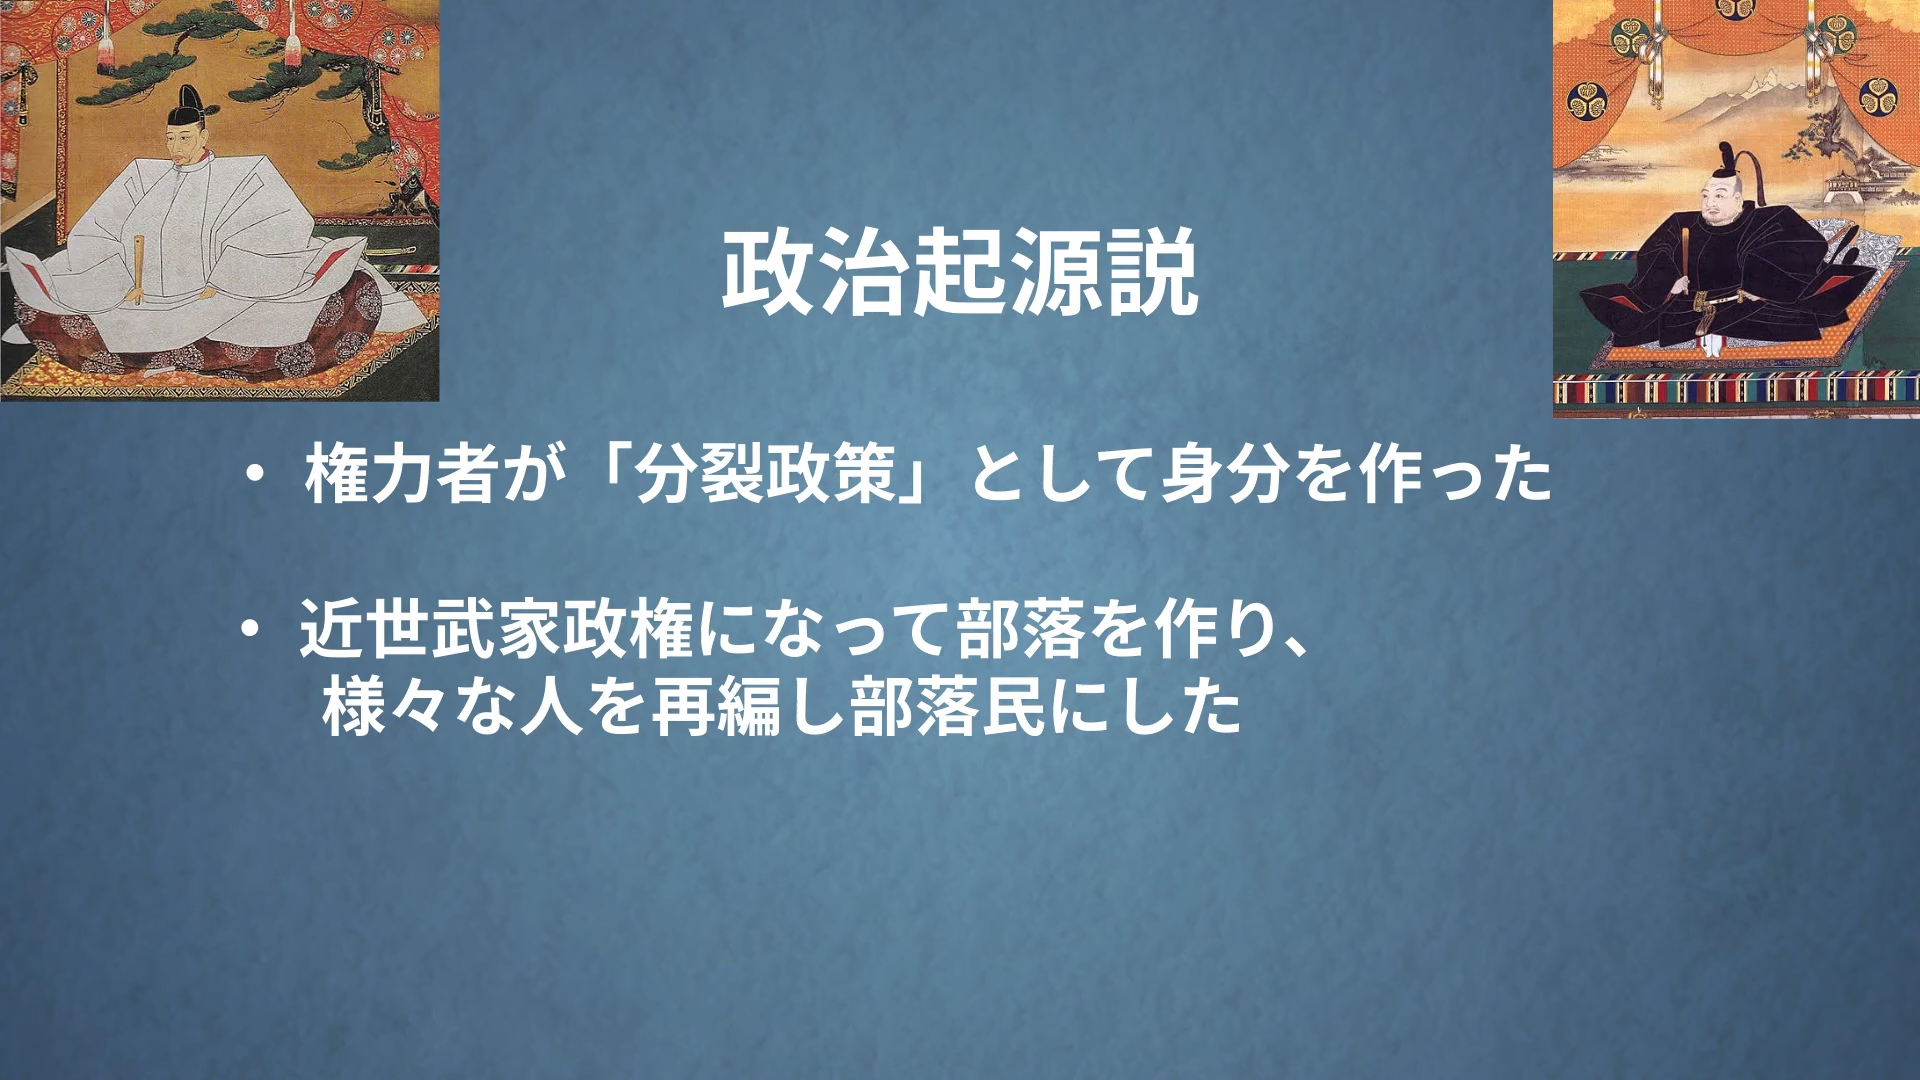 政治起源説
• 権力者が「分裂政策」として身分を作った
• 近世武家政権になって部落を作り、
様々な人を再編し部落民にした